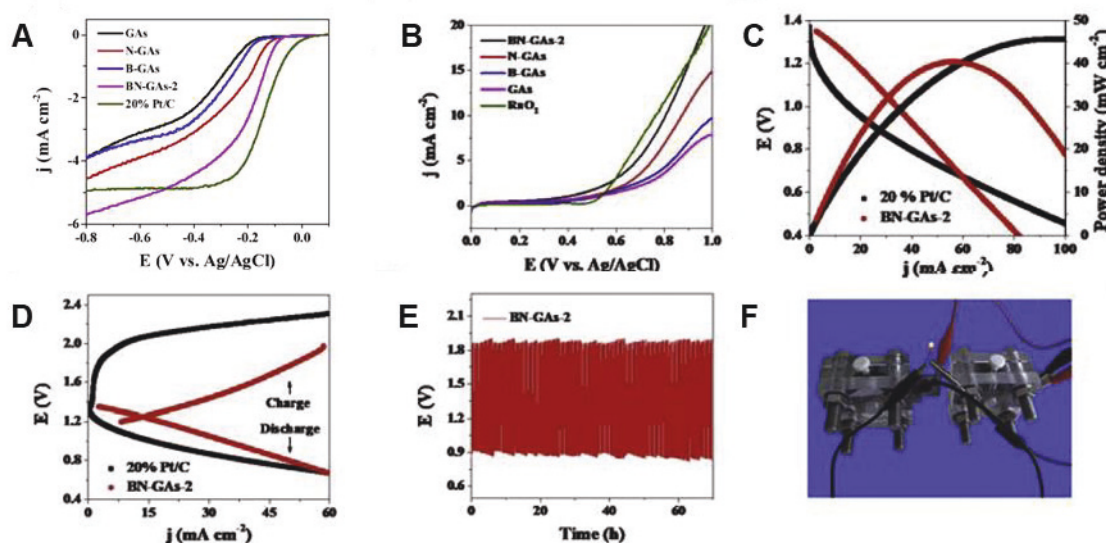 A
GAs
N-GAs
B-GAs
BN-GAs-2
20% Pt/C
j (mA cm⁻²)
0
-2
-4
-6
-0.8
-0.6
-0.4
-0.2
0.0
E (V vs. Ag/AgCl)
B
BN-GAs-2
N-GAs
B-GAs
GAs
RuO₂
j (mA cm⁻²)
20
15
10
5
0
0.0
0.2
0.4
0.6
0.8
1.0
E (V vs. Ag/AgCl)
C
E (V)
1.4
1.2
1.0
0.8
0.6
0.4
20 % Pt/C
BN-GAs-2
0
20
40
60
80
100
j (mA cm⁻²)
50
40
30
20
10
0
Power density (mW cm⁻²)
D
E (V)
2.4
2.0
1.6
1.2
0.8
0.4
Charge
Discharge
20% Pt/C
BN-GAs-2
0
15
30
45
60
j (mA cm⁻²)
E
BN-GAs-2
E (V)
2.1
1.8
1.5
1.2
0.9
0.6
0
20
40
60
Time (h)
F